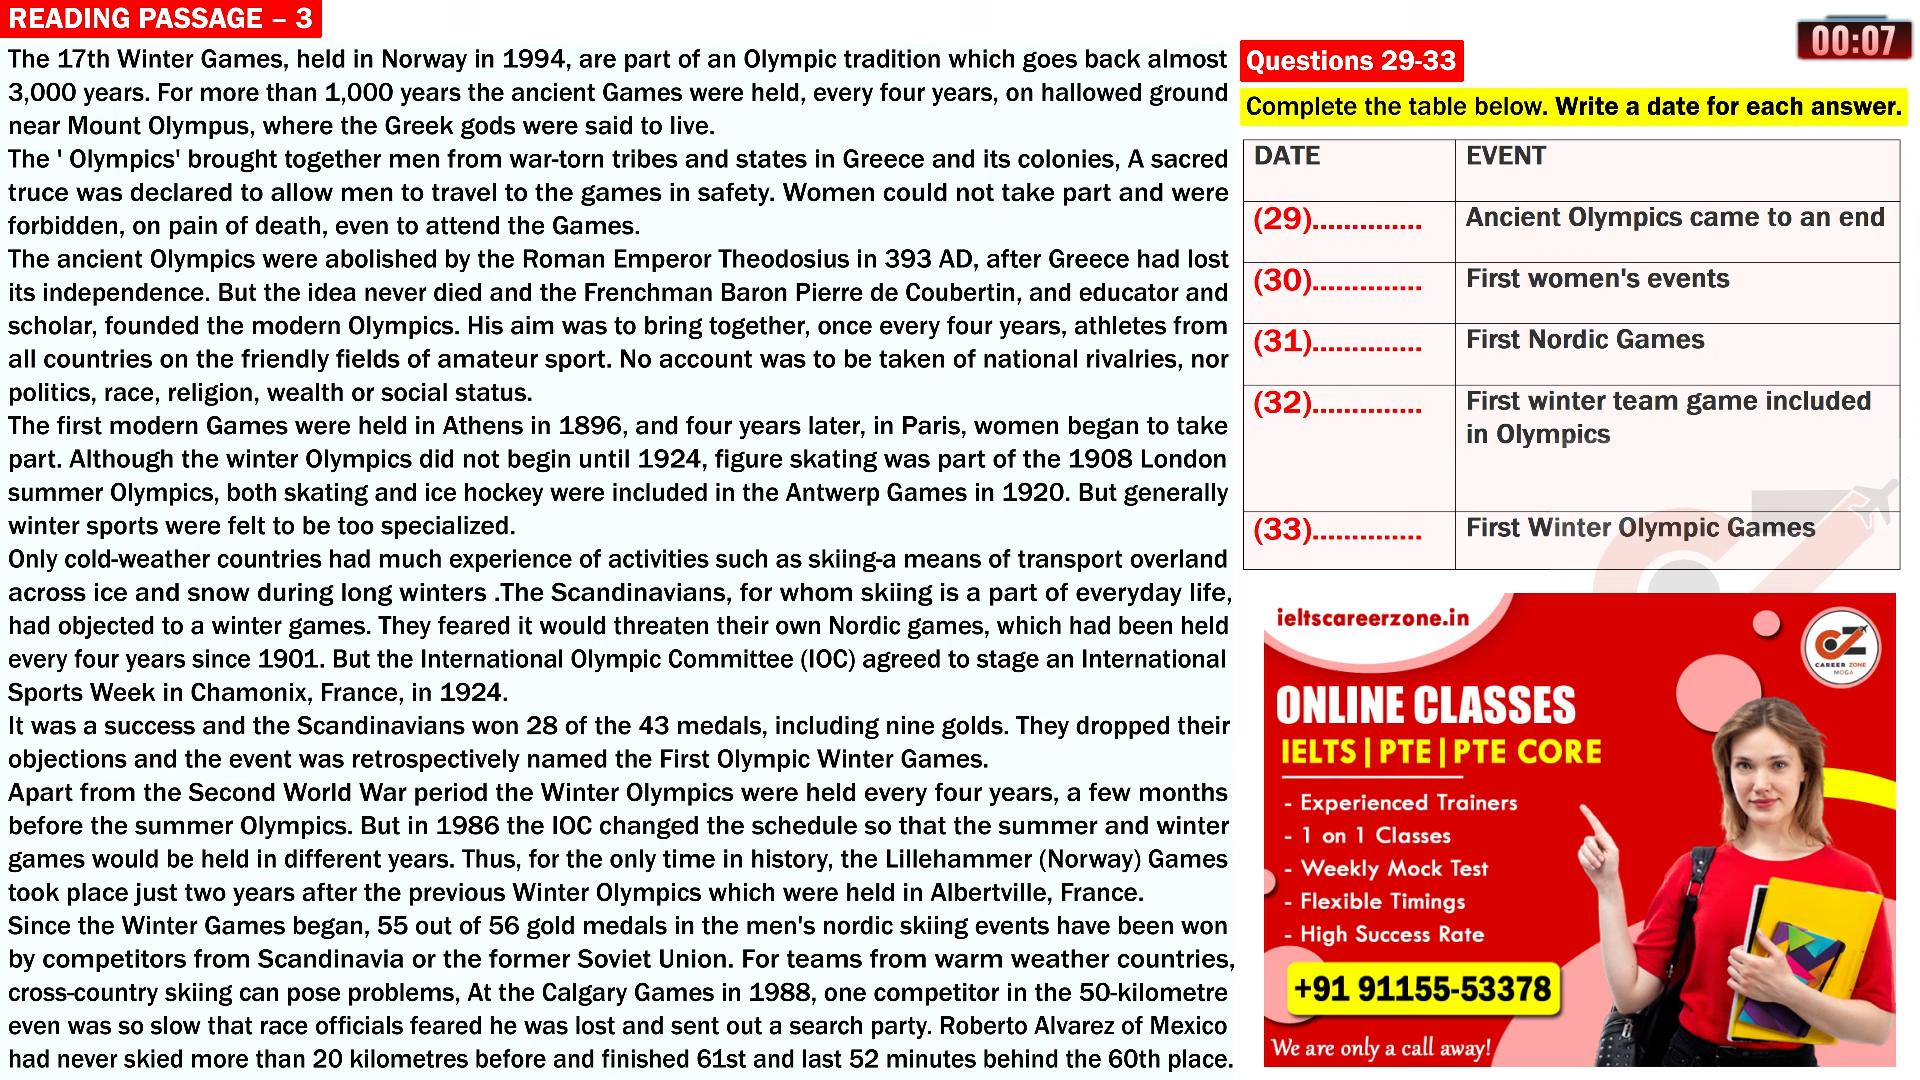 READING PASSAGE – 3
The 17th Winter Games, held in Norway in 1994, are part of an Olympic tradition which goes back almost
3,000 years. For more than 1,000 years the ancient Games were held, every four years, on hallowed ground
near Mount Olympus, where the Greek gods were said to live.
The ' Olympics' brought together men from war-torn tribes and states in Greece and its colonies, A sacred
truce was declared to allow men to travel to the games in safety. Women could not take part and were
forbidden, on pain of death, even to attend the Games.
The ancient Olympics were abolished by the Roman Emperor Theodosius in 393 AD, after Greece had lost
its independence. But the idea never died and the Frenchman Baron Pierre de Coubertin, and educator and
scholar, founded the modern Olympics. His aim was to bring together, once every four years, athletes from
all countries on the friendly fields of amateur sport. No account was to be taken of national rivalries, nor
politics, race, religion, wealth or social status.
The first modern Games were held in Athens in 1896, and four years later, in Paris, women began to take
part. Although the winter Olympics did not begin until 1924, figure skating was part of the 1908 London
summer Olympics, both skating and ice hockey were included in the Antwerp Games in 1920. But generally
winter sports were felt to be too specialized.
Only cold-weather countries had much experience of activities such as skiing-a means of transport overland
across ice and snow during long winters .The Scandinavians, for whom skiing is a part of everyday life,
had objected to a winter games. They feared it would threaten their own Nordic games, which had been held
every four years since 1901. But the International Olympic Committee (IOC) agreed to stage an International
Sports Week in Chamonix, France, in 1924.
It was a success and the Scandinavians won 28 of the 43 medals, including nine golds. They dropped their
objections and the event was retrospectively named the First Olympic Winter Games.
Apart from the Second World War period the Winter Olympics were held every four years, a few months
before the summer Olympics. But in 1986 the IOC changed the schedule so that the summer and winter
games would be held in different years. Thus, for the only time in history, the Lillehammer (Norway) Games
took place just two years after the previous Winter Olympics which were held in Albertville, France.
Since the Winter Games began, 55 out of 56 gold medals in the men's nordic skiing events have been won
by competitors from Scandinavia or the former Soviet Union. For teams from warm weather countries,
cross-country skiing can pose problems, At the Calgary Games in 1988, one competitor in the 50-kilometre
even was so slow that race officials feared he was lost and sent out a search party. Roberto Alvarez of Mexico
had never skied more than 20 kilometres before and finished 61st and last 52 minutes behind the 60th place.
00:07
Questions 29-33
Complete the table below. Write a date for each answer.
DATE EVENT
(29).............. Ancient Olympics came to an end
(30).............. First women's events
(31).............. First Nordic Games
(32).............. First winter team game included
in Olympics
(33).............. First Winter Olympic Games
ieltscareerzone.in
CAREER ZONE
MOGA
ONLINE CLASSES
IELTS | PTE | PTE CORE
- Experienced Trainers
- 1 on 1 Classes
- Weekly Mock Test
- Flexible Timings
- High Success Rate
+91 91155-53378
We are only a call away!